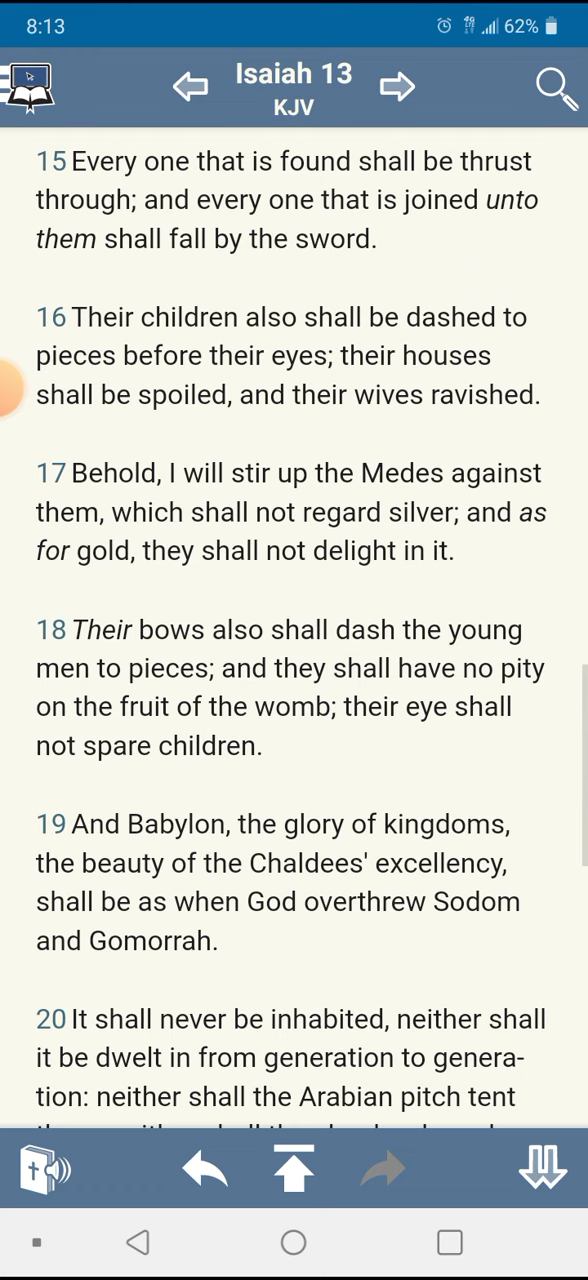 8:13
4G
62%
Isaiah 13
KJV
15 Every one that is found shall be thrust
through; and every one that is joined unto
them shall fall by the sword.
16 Their children also shall be dashed to
pieces before their eyes; their houses
shall be spoiled, and their wives ravished.
17 Behold, I will stir up the Medes against
them, which shall not regard silver; and as
for gold, they shall not delight in it.
18 Their bows also shall dash the young
men to pieces; and they shall have no pity
on the fruit of the womb; their eye shall
not spare children.
19 And Babylon, the glory of kingdoms,
the beauty of the Chaldees' excellency,
shall be as when God overthrew Sodom
and Gomorrah.
20 It shall never be inhabited, neither shall
it be dwelt in from generation to genera-
tion: neither shall the Arabian pitch tent